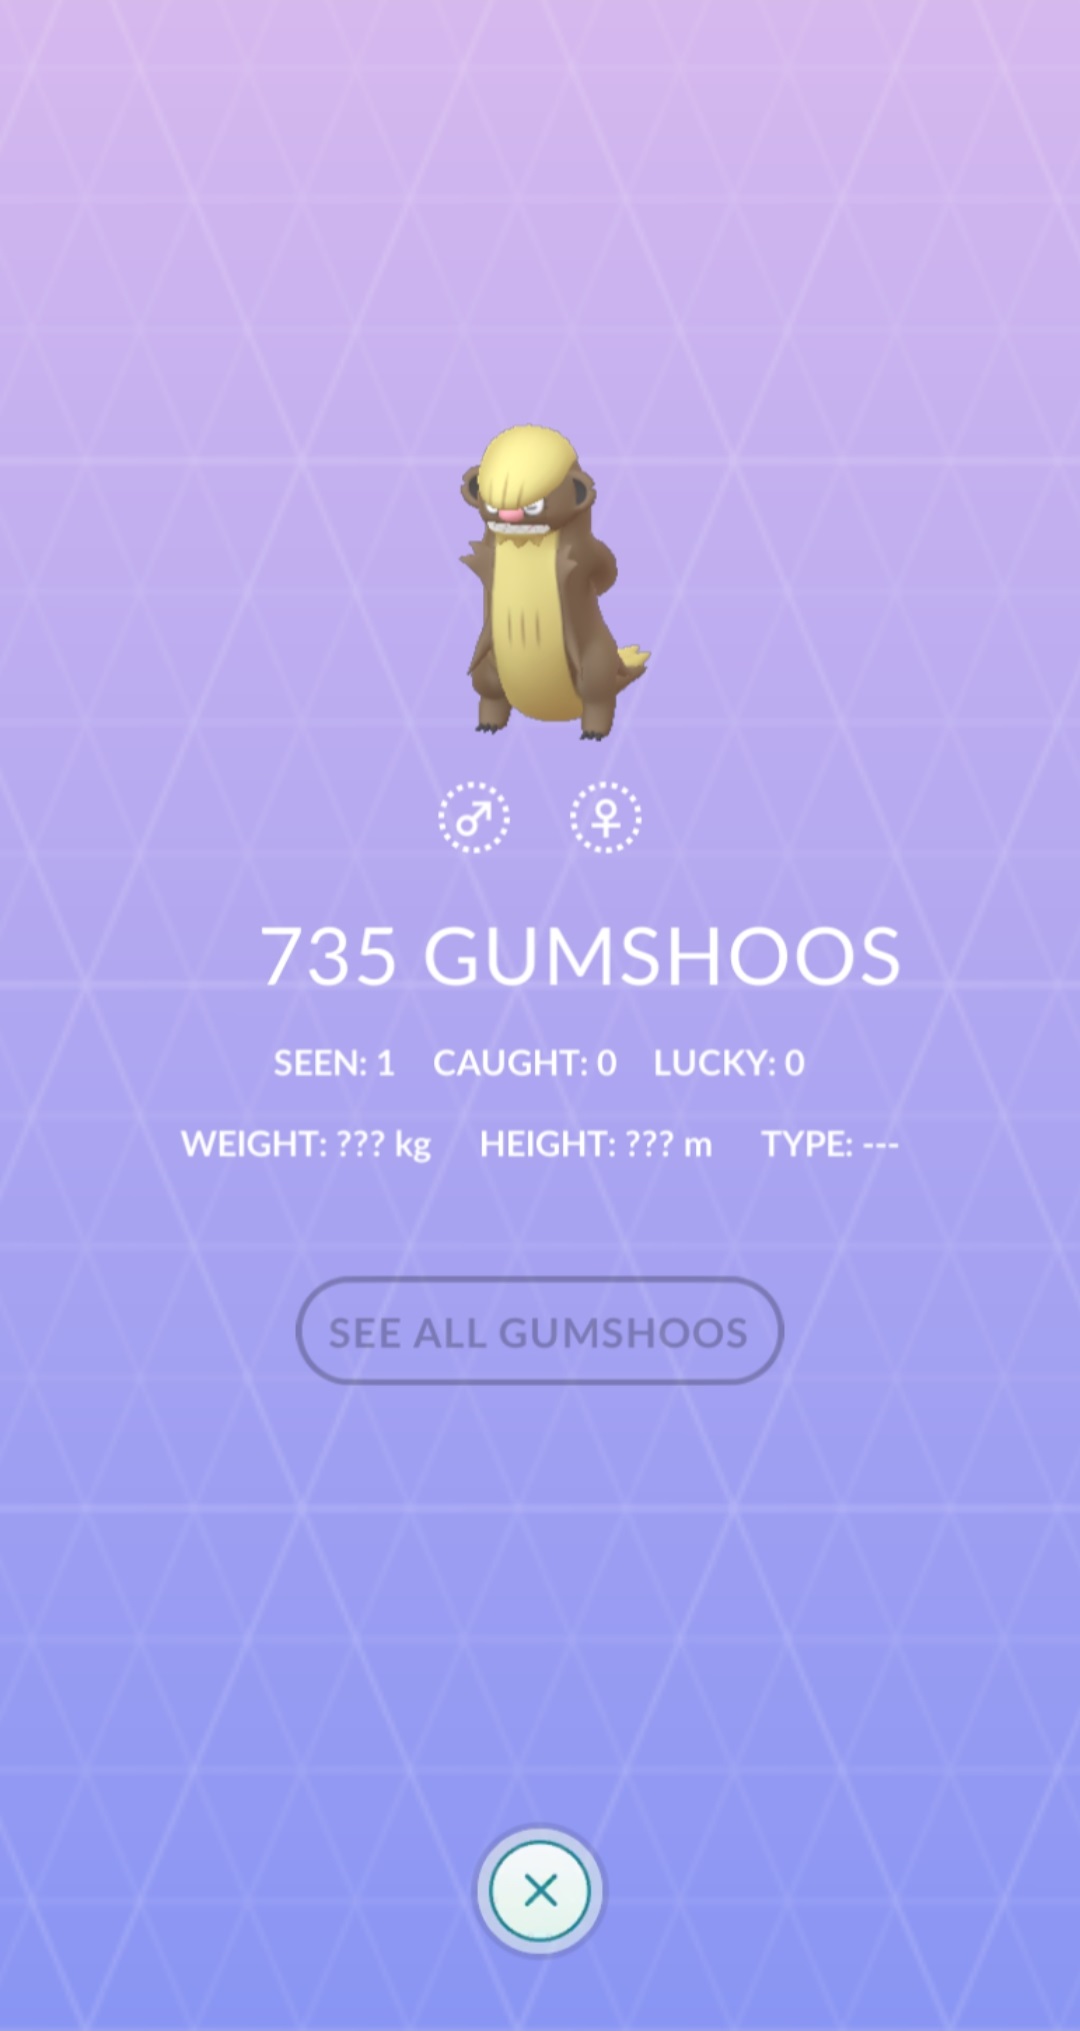 735 GUMSHOOS
SEEN: 1 CAUGHT: 0 LUCKY: 0
WEIGHT: ??? kg HEIGHT: ??? m TYPE: ---
SEE ALL GUMSHOOS